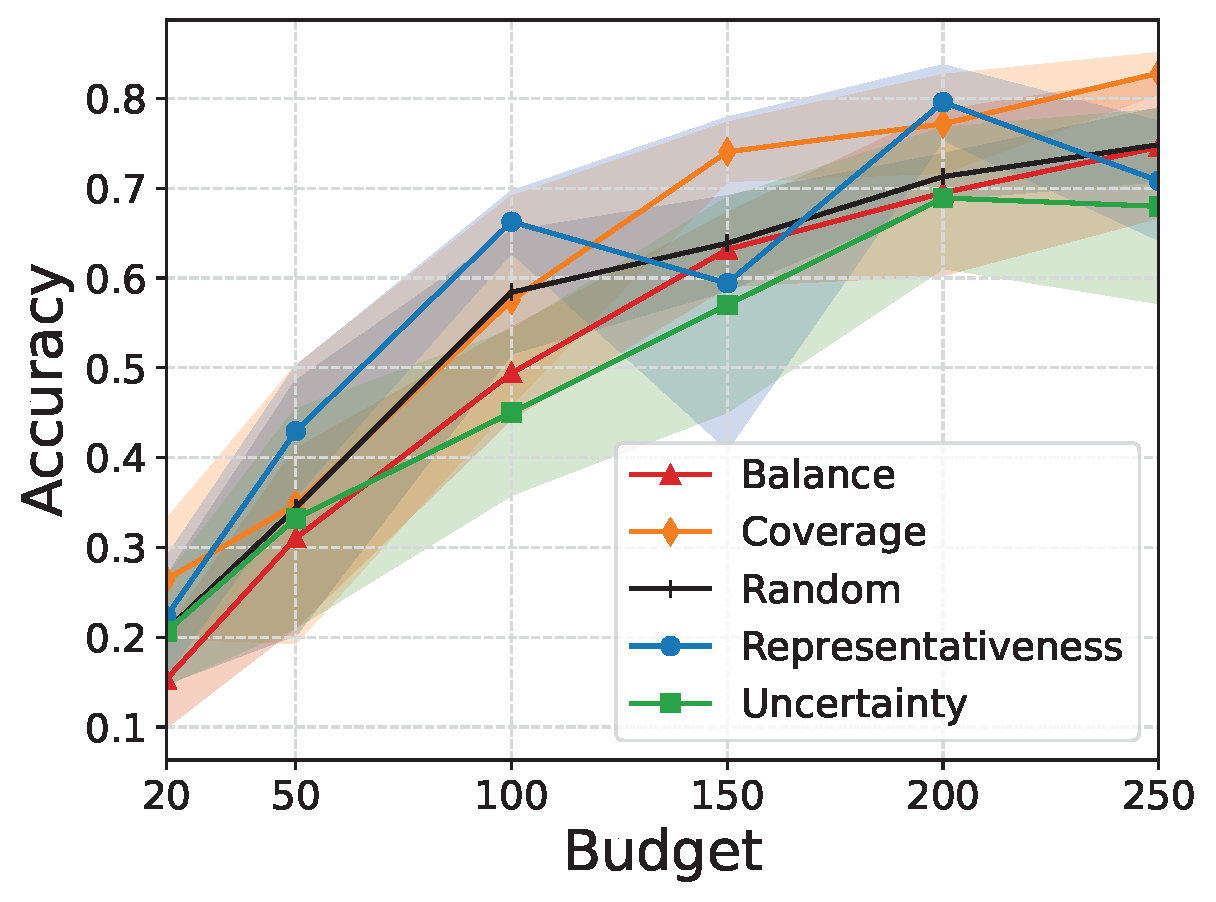 Accuracy
0.8
0.7
0.6
0.5
0.4
0.3
0.2
0.1
Balance
Coverage
Random
Representativeness
Uncertainty
20 50 100 150 200 250
Budget